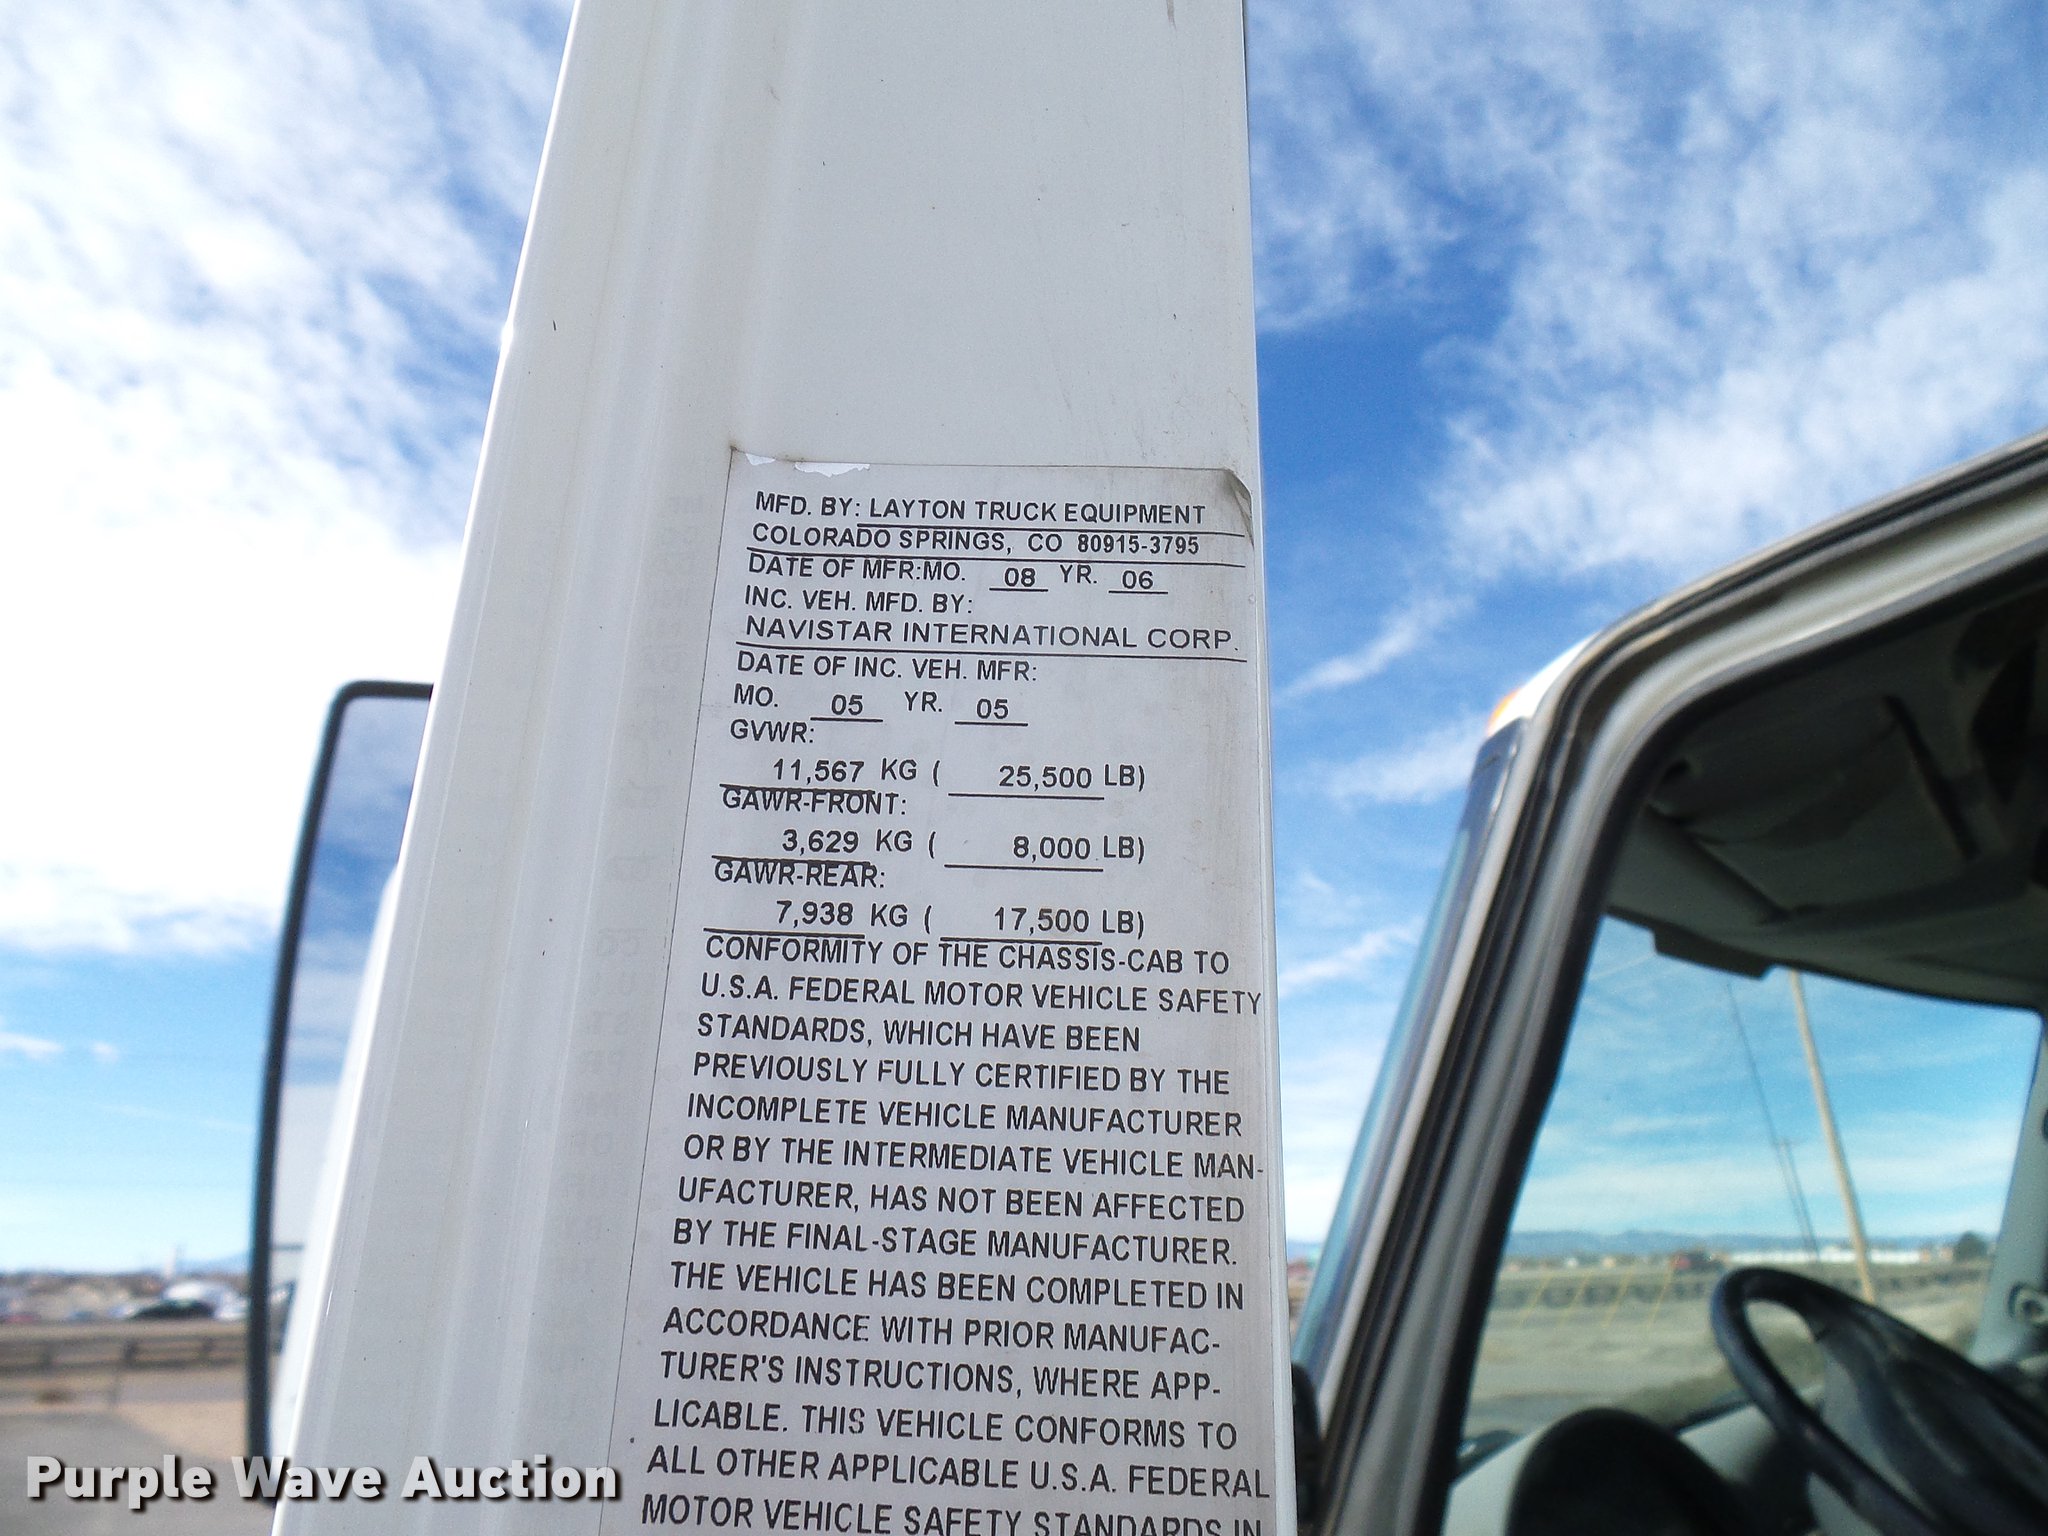 MFD. BY: LAYTON TRUCK EQUIPMENT
COLORADO SPRINGS, CO 80915-3795
DATE OF MFR:MO. 08 YR. 06
INC. VEH. MFD. BY:
NAVISTAR INTERNATIONAL CORP.
DATE OF INC. VEH. MFR:
MO. 05 YR. 05
GVWR:
11,567 KG ( 25,500 LB)
GAWR-FRONT:
3,629 KG ( 8,000 LB)
GAWR-REAR:
7,938 KG ( 17,500 LB)
CONFORMITY OF THE CHASSIS-CAB TO
U.S.A. FEDERAL MOTOR VEHICLE SAFETY
STANDARDS, WHICH HAVE BEEN
PREVIOUSLY FULLY CERTIFIED BY THE
INCOMPLETE VEHICLE MANUFACTURER
OR BY THE INTERMEDIATE VEHICLE MAN-
UFACTURER, HAS NOT BEEN AFFECTED
BY THE FINAL-STAGE MANUFACTURER.
THE VEHICLE HAS BEEN COMPLETED IN
ACCORDANCE WITH PRIOR MANUFAC-
TURER'S INSTRUCTIONS, WHERE APP-
LICABLE. THIS VEHICLE CONFORMS TO
ALL OTHER APPLICABLE U.S.A. FEDERAL
MOTOR VEHICLE SAFETY STANDARDS IN
Purple Wave Auction